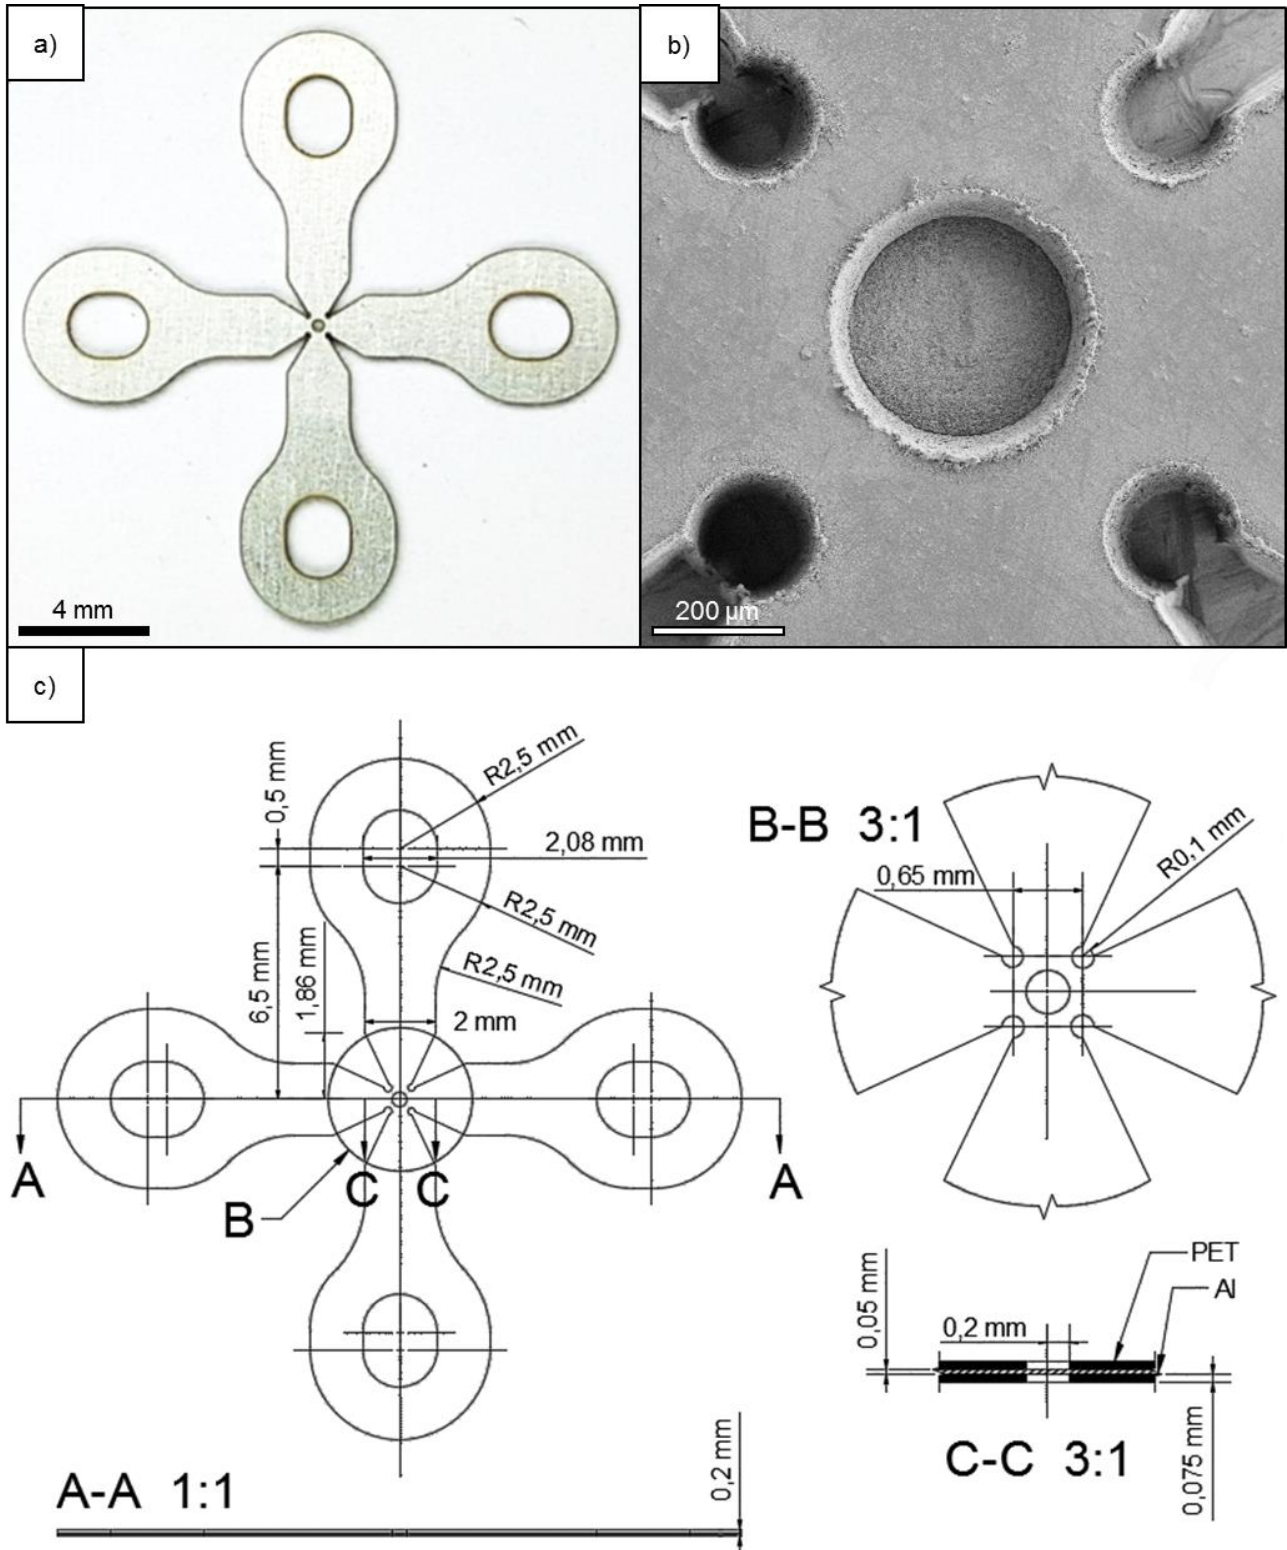 a)
b)
4 mm
200 µm
c)
0,5 mm
R2,5 mm
2,08 mm
R2,5 mm
6,5 mm
1,86 mm
R2,5 mm
2 mm
A
A
B
C
C
B-B 3:1
0,65 mm
R0,1 mm
PET
Al
0,05 mm
0,2 mm
0,075 mm
C-C 3:1
A-A 1:1
0,2 mm